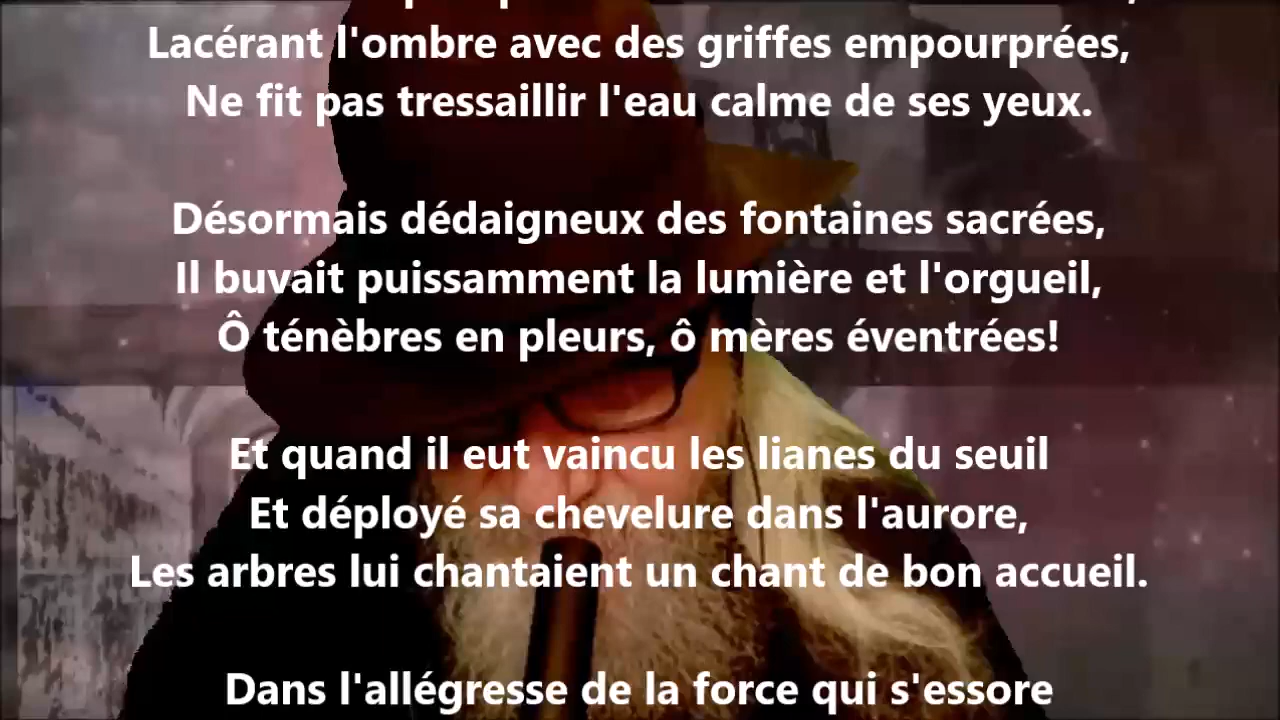 Lacérant l'ombre avec des griffes empourprées,
Ne fit pas tressaillir l'eau calme de ses yeux.
Désormais dédaigneux des fontaines sacrées,
Il buvait puissamment la lumière et l'orgueil,
Ô ténèbres en pleurs, ô mères éventrées!
Et quand il eut vaincu les lianes du seuil
Et déployé sa chevelure dans l'aurore,
Les arbres lui chantaient un chant de bon accueil.
Dans l'allégresse de la force qui s'essore